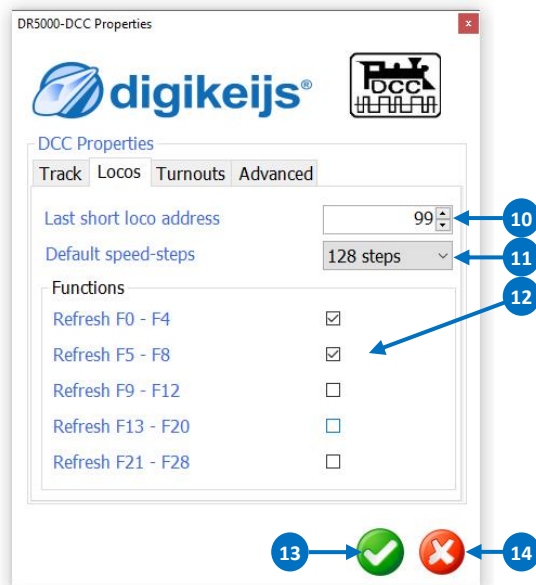 DR5000-DCC Properties
x
digikeijs®
DCC
DCC Properties
Track Locos Turnouts Advanced
Last short loco address 99 10
Default speed-steps 128 steps 11
Functions 12
Refresh F0 - F4
Refresh F5 - F8
Refresh F9 - F12
Refresh F13 - F20
Refresh F21 - F28
13 14